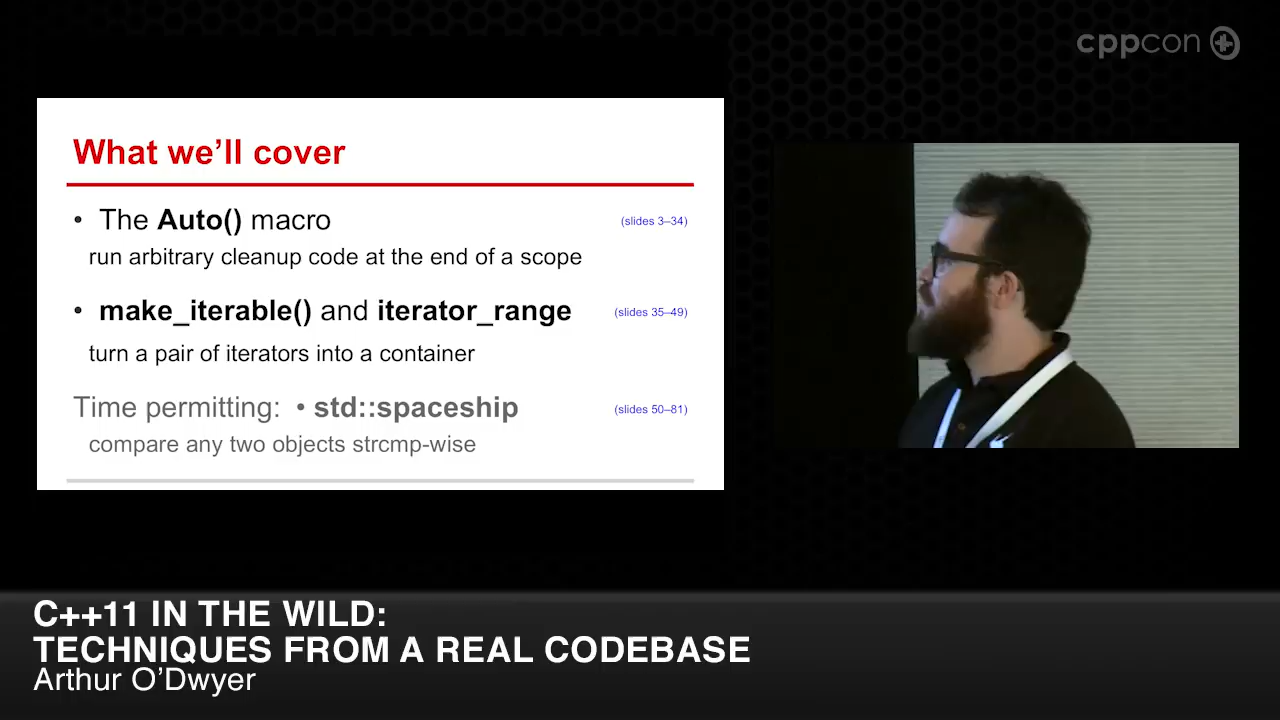 cppcon
What we'll cover
• The Auto() macro (slides 3–34)
run arbitrary cleanup code at the end of a scope
• make_iterable() and iterator_range (slides 35–49)
turn a pair of iterators into a container
Time permitting: • std::spaceship (slides 50–81)
compare any two objects strcmp-wise
C++11 IN THE WILD:
TECHNIQUES FROM A REAL CODEBASE
Arthur O'Dwyer